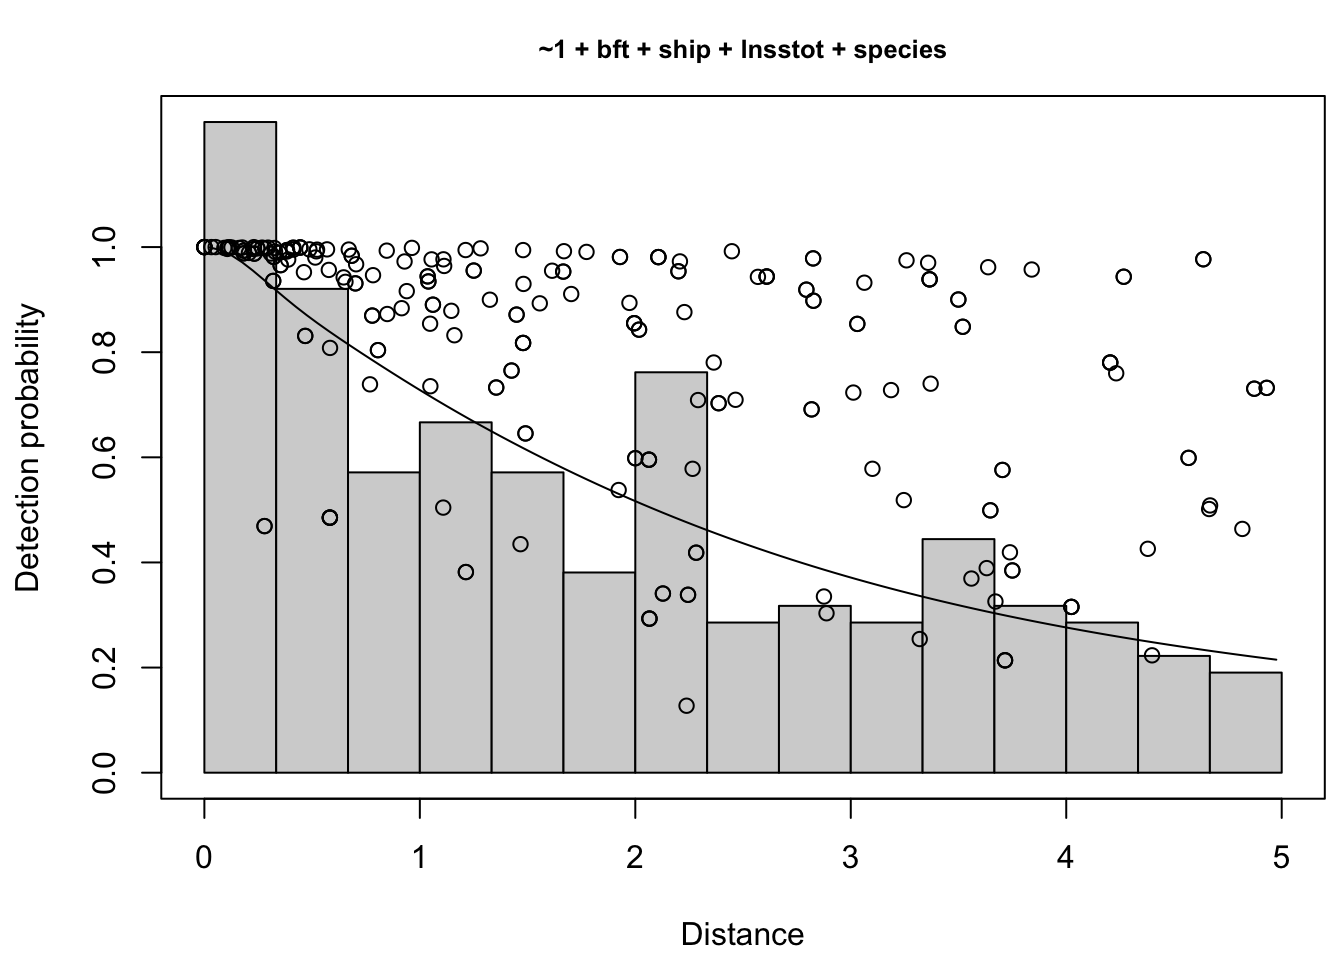 ~1 + bft + ship + lnsstot + species
Detection probability
1.0
0.8
0.6
0.4
0.2
0.0
0 1 2 3 4 5
Distance